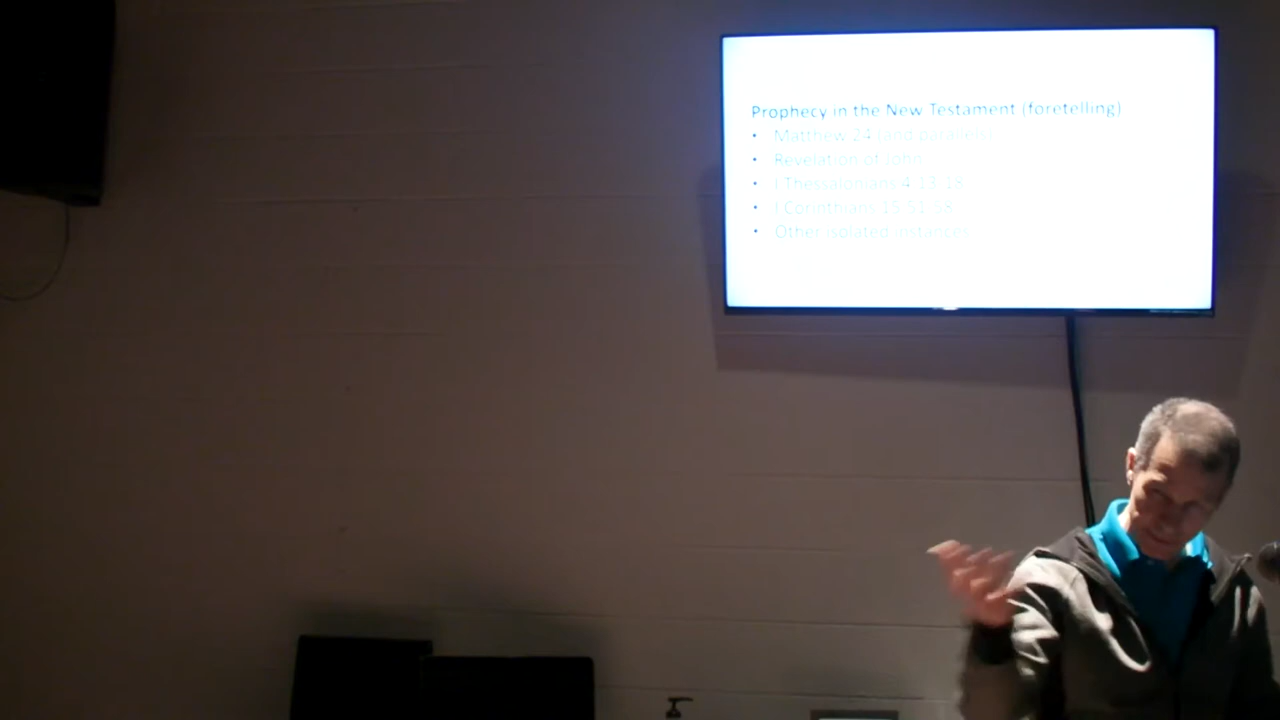 Prophecy in the New Testament (foretelling)
• Matthew 24 (and parallels)
• Revelation of John
• I Thessalonians 4:13-18
• I Corinthians 15:51-58
• Other isolated instances